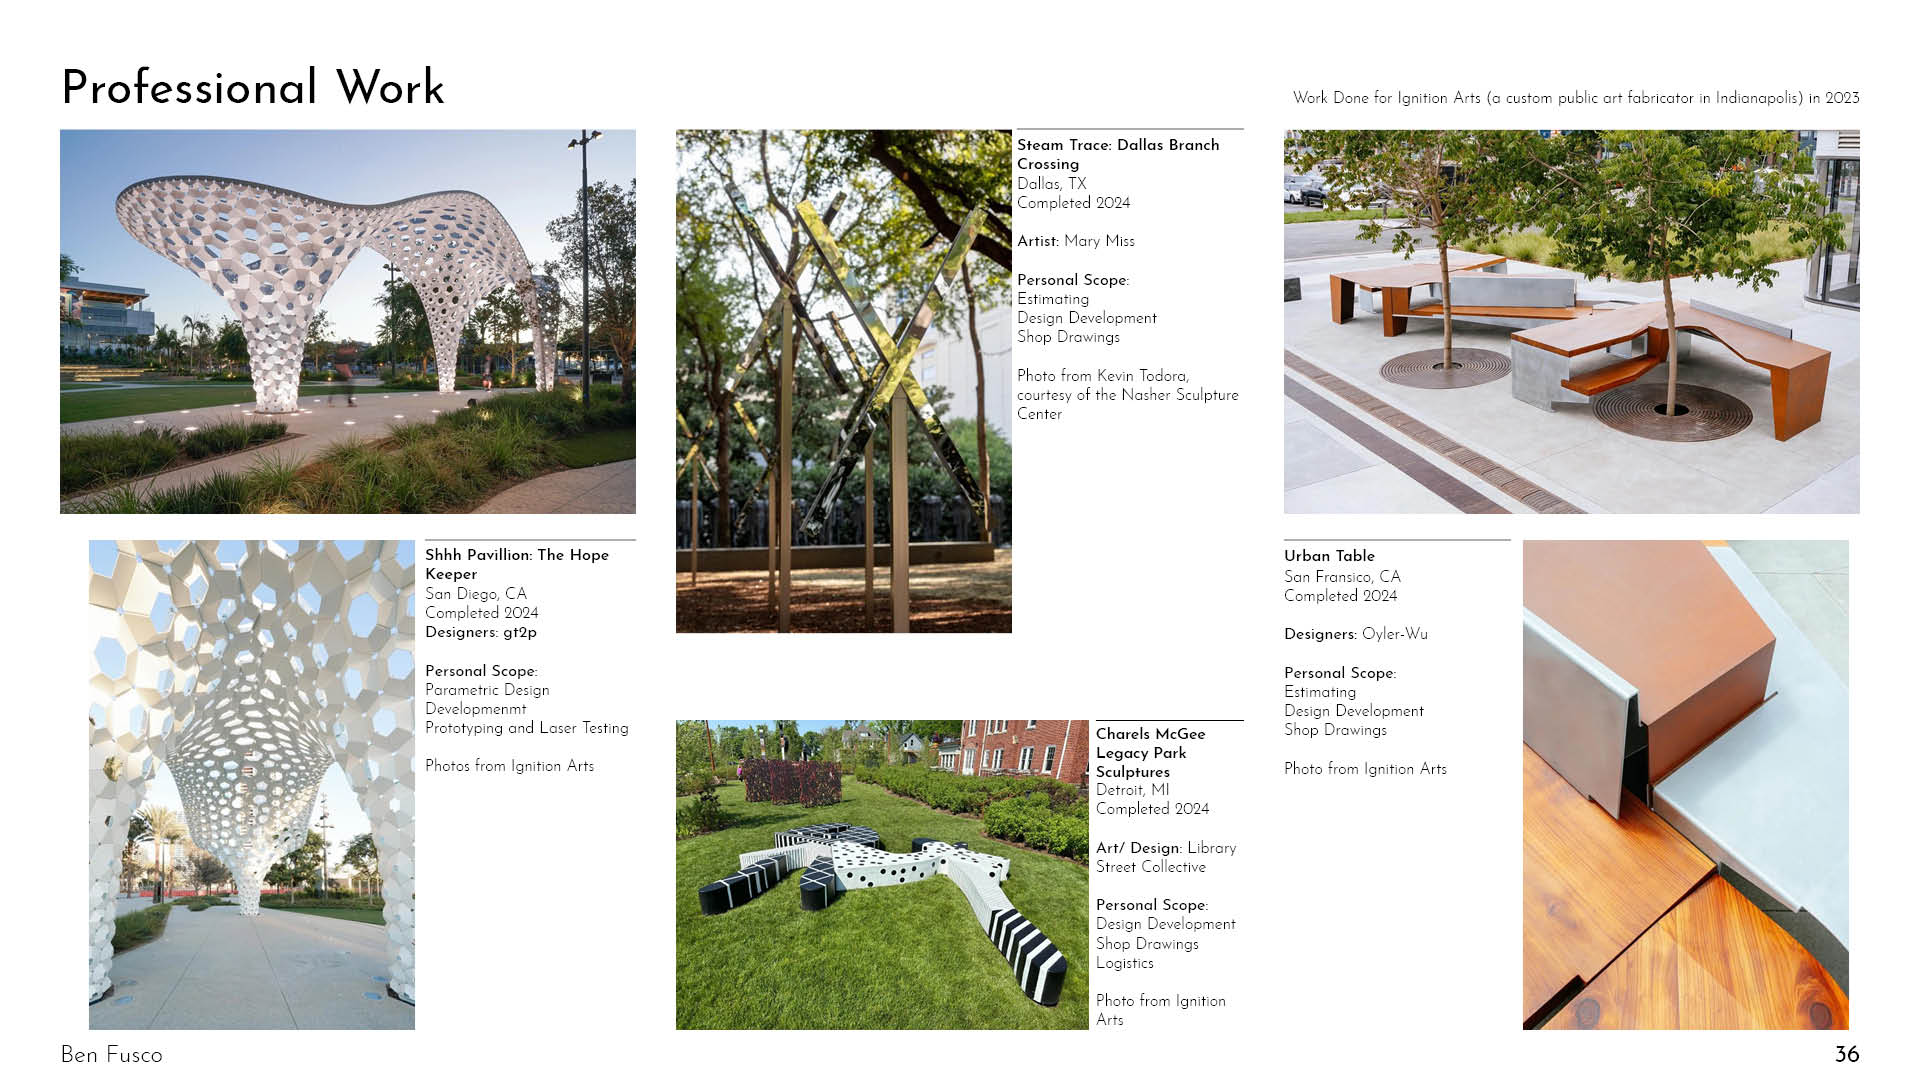 Professional Work
Work Done for Ignition Arts (a custom public art fabricator in Indianapolis) in 2023
Shhh Pavillion: The Hope
Keeper
San Diego, CA
Completed 2024
Designers: gt2p
Personal Scope:
Parametric Design
Developmenmt
Prototyping and Laser Testing
Photos from Ignition Arts
Steam Trace: Dallas Branch
Crossing
Dallas, TX
Completed 2024
Artist: Mary Miss
Personal Scope:
Estimating
Design Development
Shop Drawings
Photo from Kevin Todora,
courtesy of the Nasher Sculpture
Center
Charels McGee
Legacy Park
Sculptures
Detroit, MI
Completed 2024
Art/ Design: Library
Street Collective
Personal Scope:
Design Development
Shop Drawings
Logistics
Photo from Ignition
Arts
Urban Table
San Fransico, CA
Completed 2024
Designers: Oyler-Wu
Personal Scope:
Estimating
Design Development
Shop Drawings
Photo from Ignition Arts
Ben Fusco
36